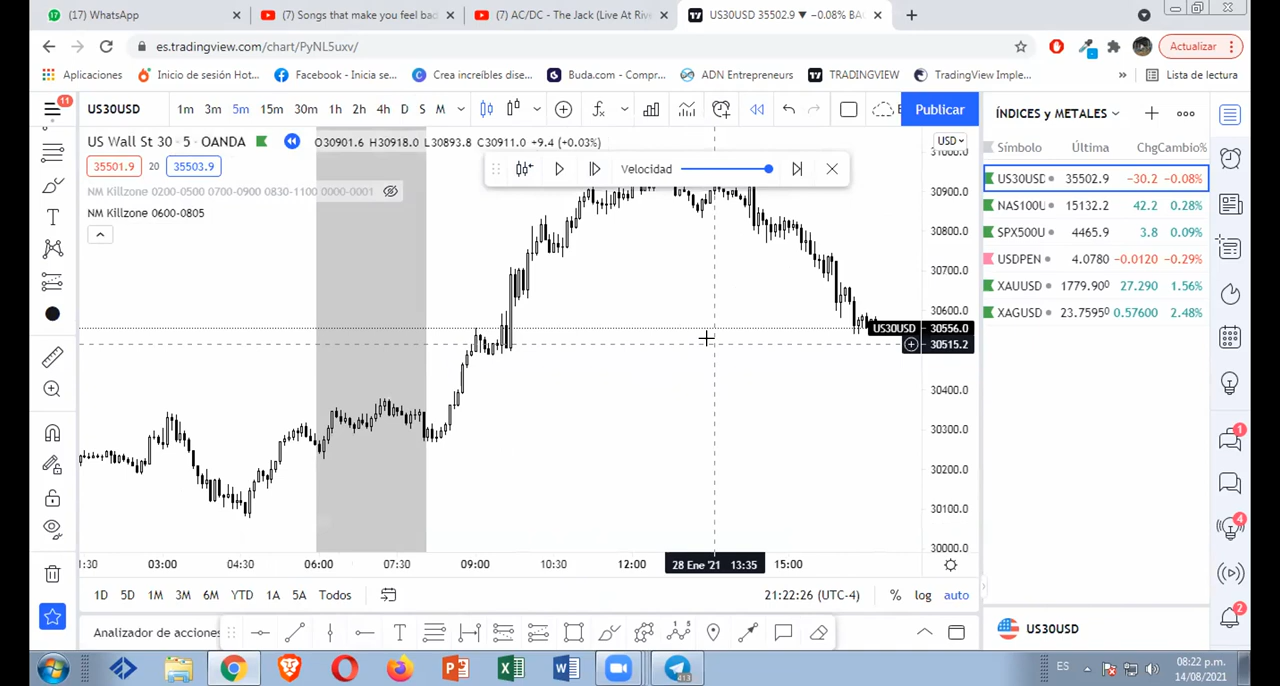 (17) WhatsApp
(7) Songs that make you feel bad
(7) AC/DC - The Jack (Live At Riv
US30USD 35502.9 ▼ −0.08% BAC
es.tradingview.com/chart/PyNL5uxv/
Actualizar
Aplicaciones
Inicio de sesión Hot...
Facebook - Inicia se...
Crea increíbles dise...
Buda.com - Compr...
ADN Entrepreneurs
TRADINGVIEW
TradingView Imple...
Lista de lectura
11
US30USD
1m 3m 5m 15m 30m 1h 2h 4h D S M
Publicar
ÍNDICES y METALES
US Wall St 30 · 5 · OANDA
O30901.6 H30918.0 L30893.8 C30911.0 +9.4 (+0.03%)
USD
35501.9 20 35503.9
Velocidad
NM Killzone 0200-0500 0700-0900 0830-1100 0000-0001
NM Killzone 0600-0805
Símbolo Última Chg Cambio%
US30USD 35502.9 −30.2 −0.08%
NAS100U 15132.2 42.2 0.28%
SPX500U 4465.9 3.8 0.09%
USDPEN 4.0780 −0.0120 −0.29%
XAUUSD 1779.900 27.290 1.56%
XAGUSD 23.7595 0.57600 2.48%
31000.0
30900.0
30800.0
30700.0
30600.0
US30USD 30556.0
30515.2
30400.0
30300.0
30200.0
30100.0
30000.0
1
4
2
:30 03:00 04:30 06:00 07:30 09:00 10:30 12:00 28 Ene '21 13:35 15:00
1D 5D 1M 3M 6M YTD 1A 5A Todos
21:22:26 (UTC-4)
% log auto
Analizador de acciones
US30USD
413
ES
08:22 p.m.
14/08/2021